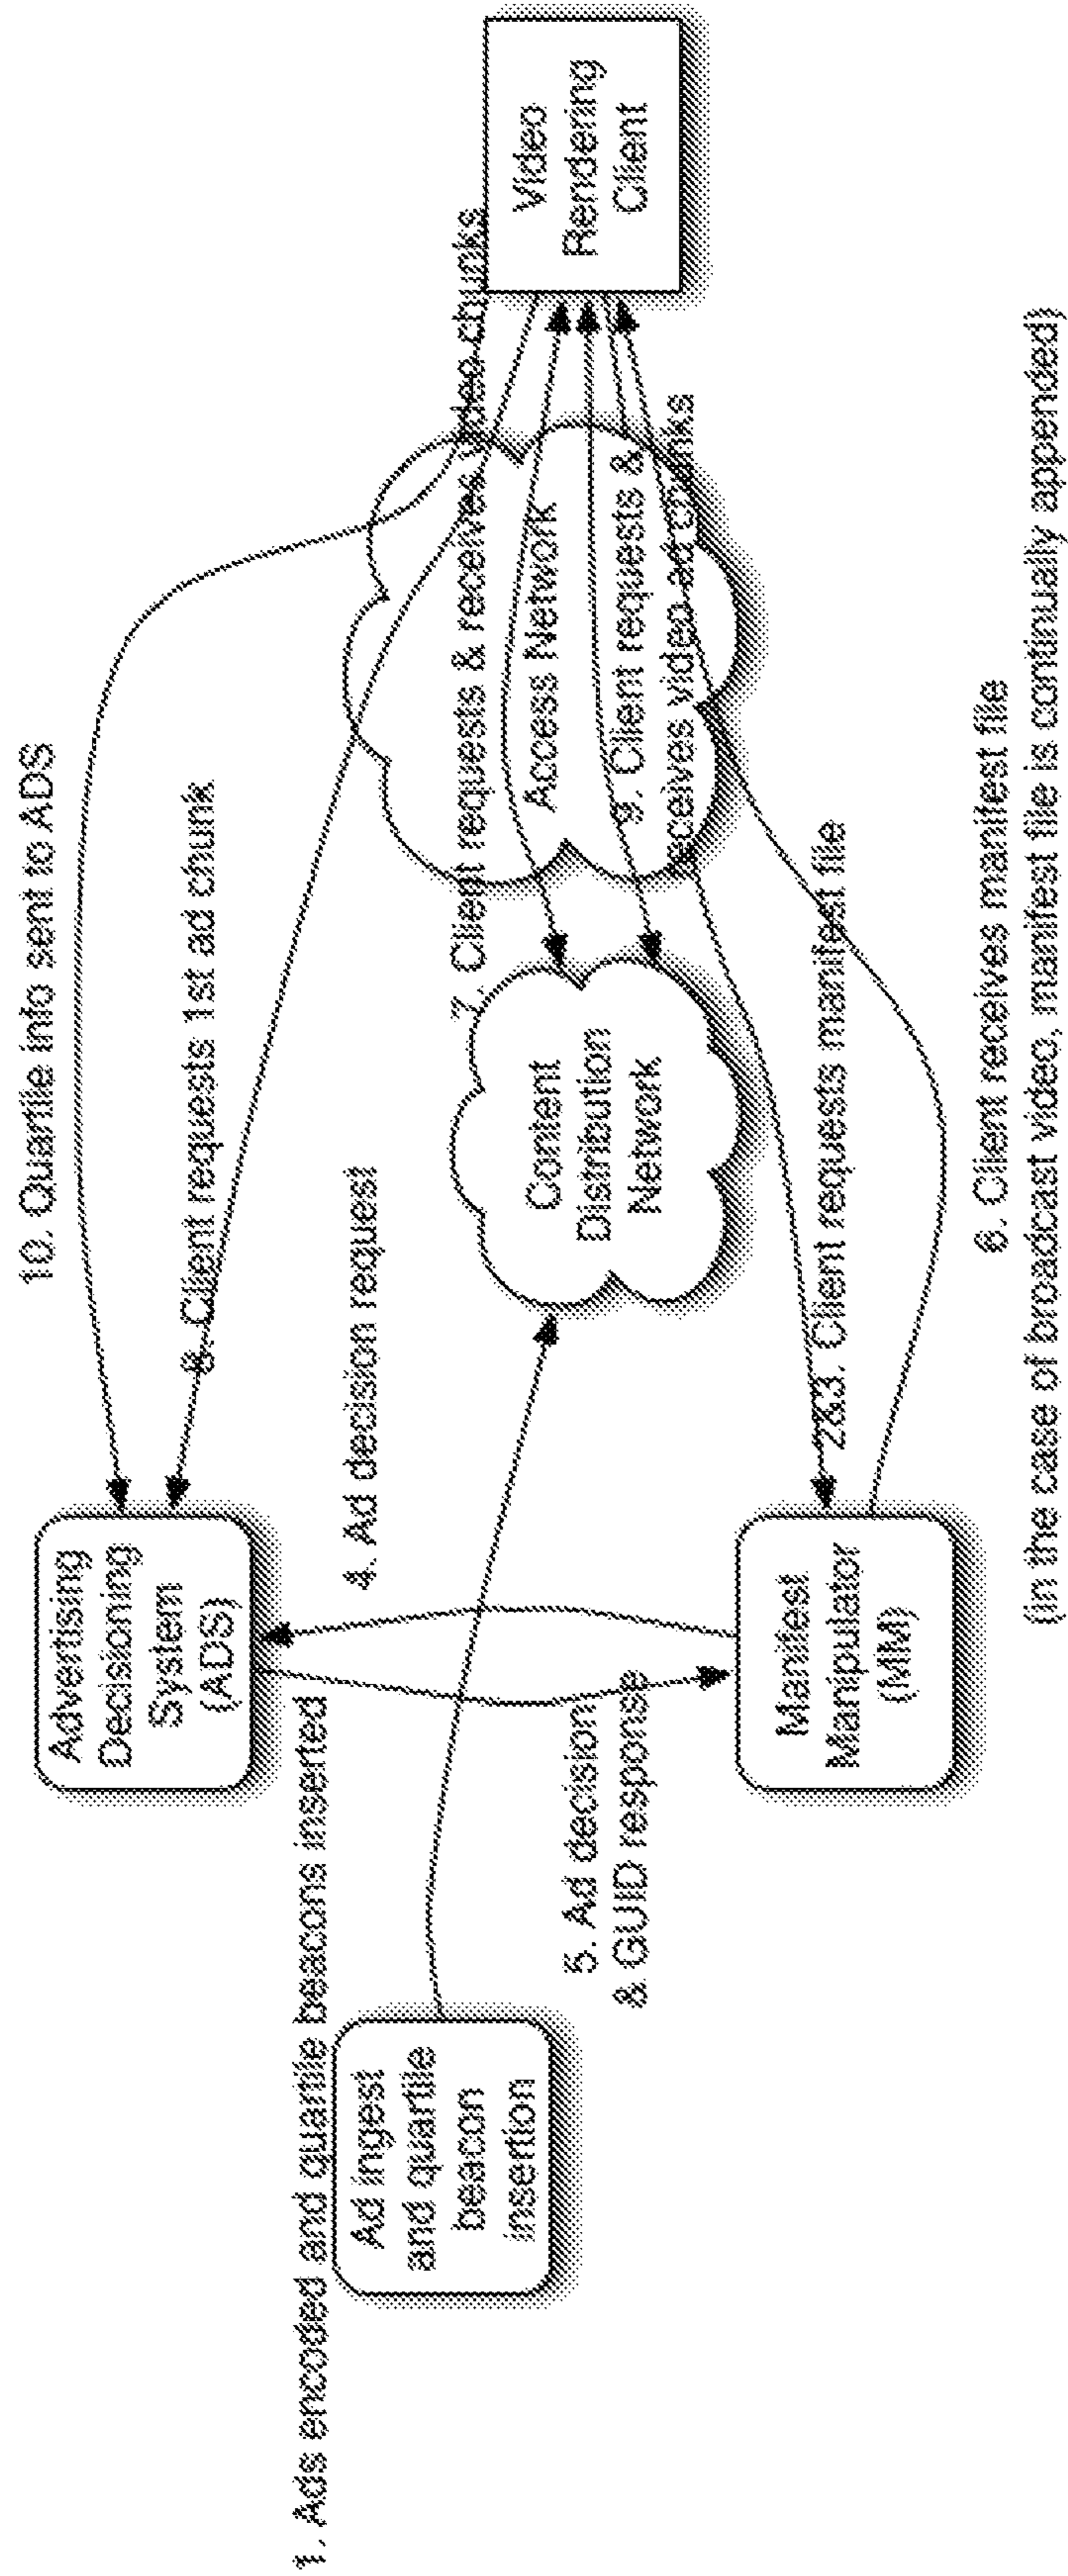 10. Quartile info sent to ADS
8. Client requests 1st ad chunk
Advertising
Decisioning
System
(ADS)
1. Ads encoded and quartile beacons inserted
4. Ad decision request
7. Client requests & receives video chunks
Ad ingest
and quartile
beacon
insertion
Content
Distribution
Network
Access Network
Video
Rendering
Client
5. Ad decision
& GUID response
9. Client requests &
receives video ad chunks
Manifest
Manipulator
(MM)
2&3. Client requests manifest file
6. Client receives manifest file
(in the case of broadcast video, manifest file is continually appended)